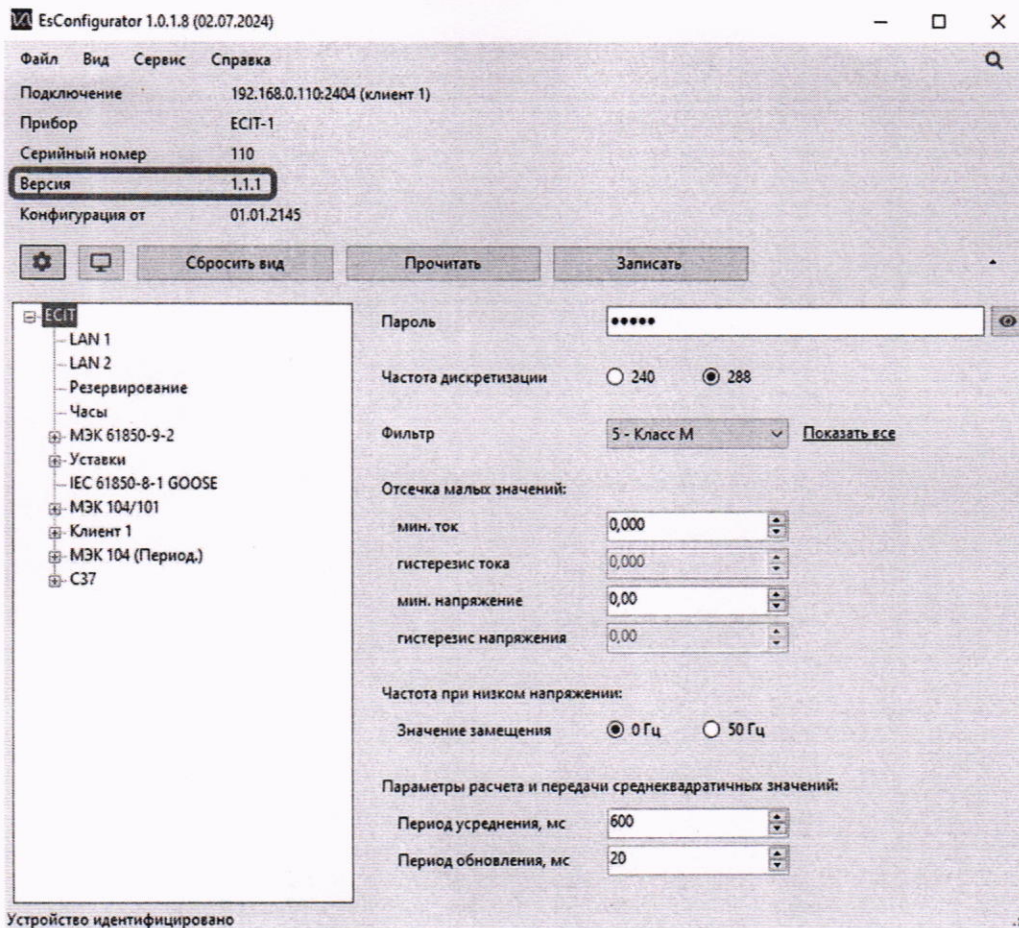 EsConfigurator 1.0.1.8 (02.07.2024)
Файл Вид Сервис Справка
Подключение 192.168.0.110:2404 (клиент 1)
Прибор ECIT-1
Серийный номер 110
Версия 1.1.1
Конфигурация от 01.01.2145
Сбросить вид Прочитать Записать
ECIT
LAN 1
LAN 2
Резервирование
Часы
МЭК 61850-9-2
Уставки
IEC 61850-8-1 GOOSE
МЭК 104/101
Клиент 1
МЭК 104 (Период.)
C37
Пароль
Частота дискретизации 240 288
Фильтр 5 - Класс M Показать все
Отсечка малых значений:
мин. ток 0,000
гистерезис тока 0,000
мин. напряжение 0,00
гистерезис напряжения 0,00
Частота при низком напряжении:
Значение замещения 0 Гц 50 Гц
Параметры расчета и передачи среднеквадратичных значений:
Период усреднения, мс 600
Период обновления, мс 20
Устройство идентифицировано